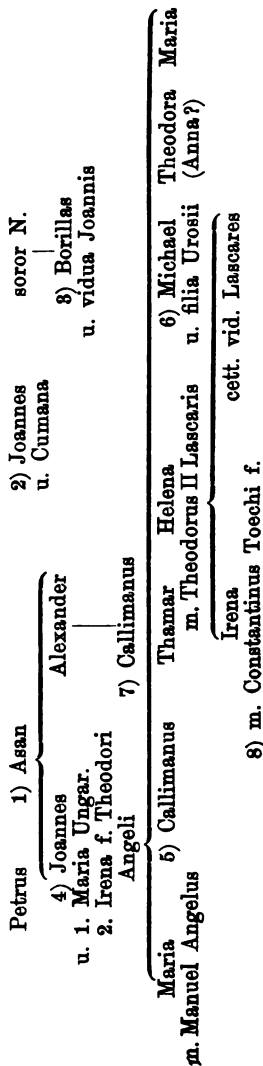 Petrus 1) Asan 2) Joannes soror N.
u. Cumana
4) Joannes Alexander 3) Borillas
u. 1. Maria Ungar. u. vidua Joannis
2. Irena f. Theodori
Angeli 7) Callimanus
Maria 5) Callimanus Thamar Helena 6) Michael Theodora Maria
m. Manuel Angelus m. Theodorus II Lascaris u. filia Urosii (Anna?)
Irena cett. vid. Lascares
8) m. Constantinus Toechi f.